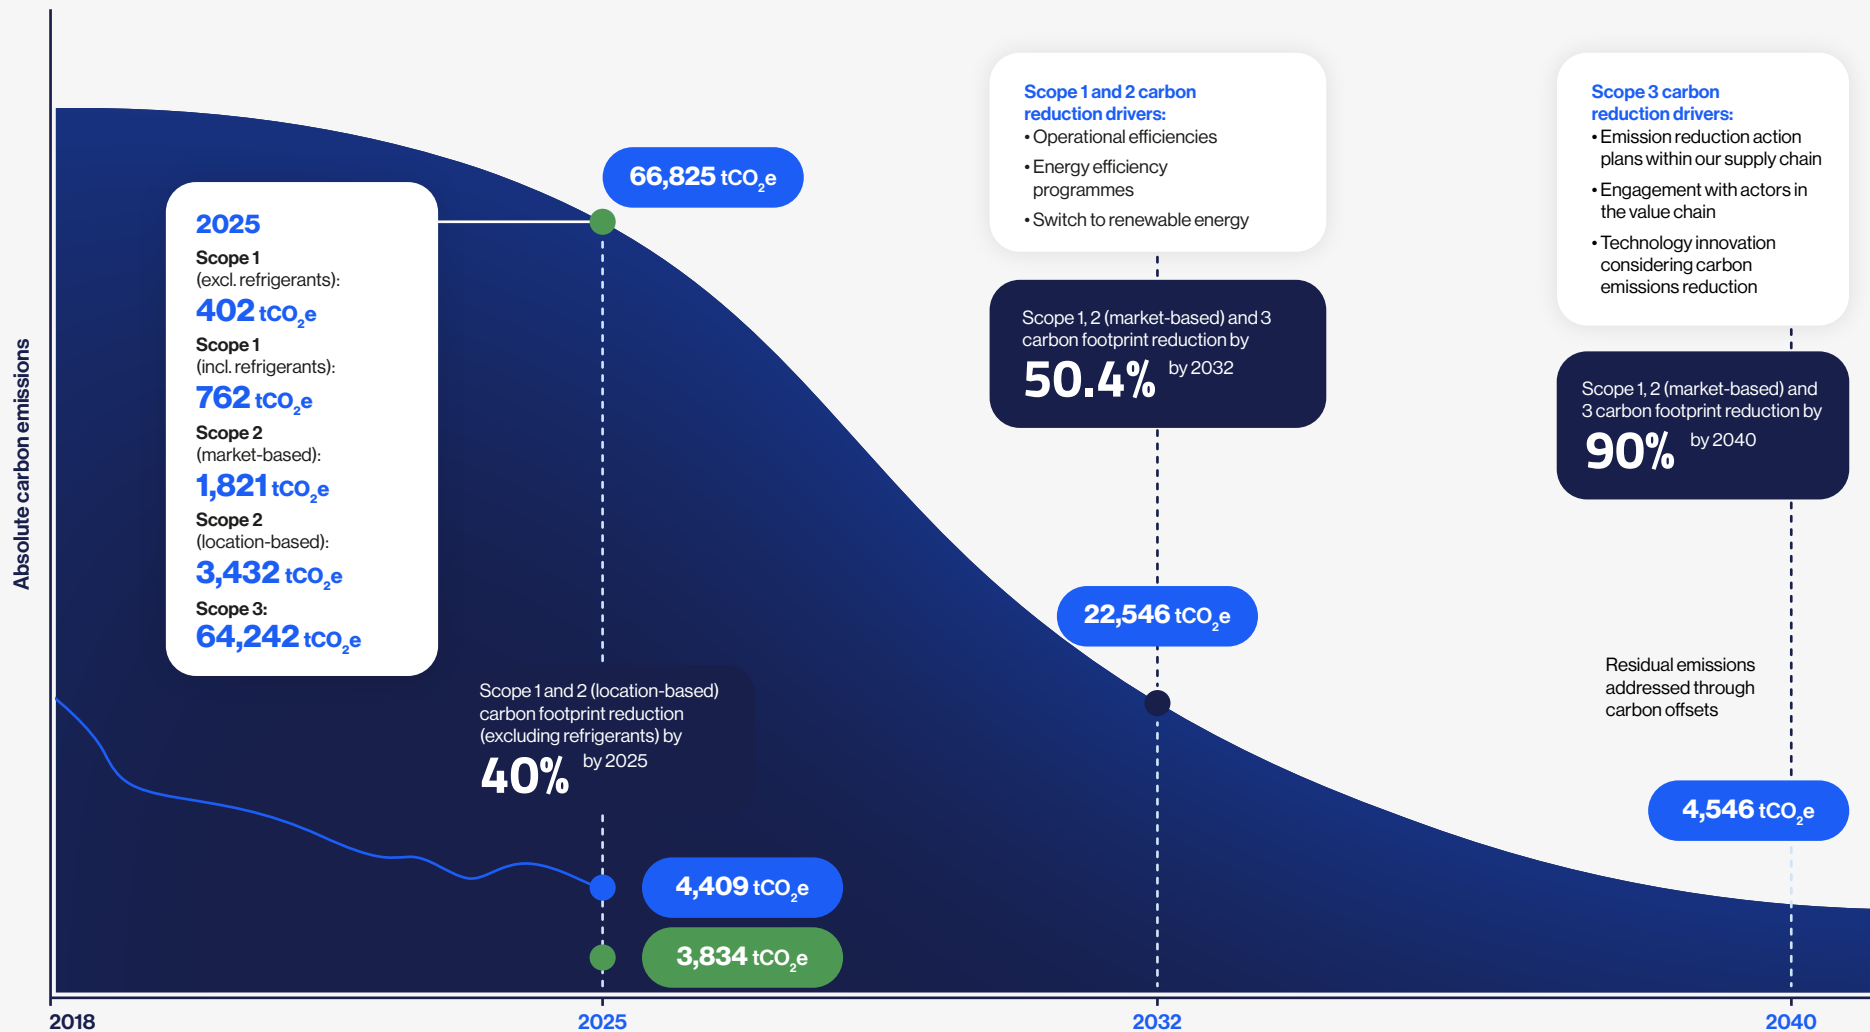 Absolute carbon emissions
2025
Scope 1
(excl. refrigerants):
402 tCO₂e
Scope 1
(incl. refrigerants):
762 tCO₂e
Scope 2
(market-based):
1,821 tCO₂e
Scope 2
(location-based):
3,432 tCO₂e
Scope 3:
64,242 tCO₂e
66,825 tCO₂e
Scope 1 and 2 (location-based)
carbon footprint reduction
(excluding refrigerants) by
40% by 2025
4,409 tCO₂e
3,834 tCO₂e
Scope 1 and 2 carbon
reduction drivers:
• Operational efficiencies
• Energy efficiency
programmes
• Switch to renewable energy
Scope 1, 2 (market-based) and 3
carbon footprint reduction by
50.4% by 2032
22,546 tCO₂e
Scope 3 carbon
reduction drivers:
• Emission reduction action
plans within our supply chain
• Engagement with actors in
the value chain
• Technology innovation
considering carbon
emissions reduction
Scope 1, 2 (market-based) and
3 carbon footprint reduction by
90% by 2040
Residual emissions
addressed through
carbon offsets
4,546 tCO₂e
2018
2025
2032
2040